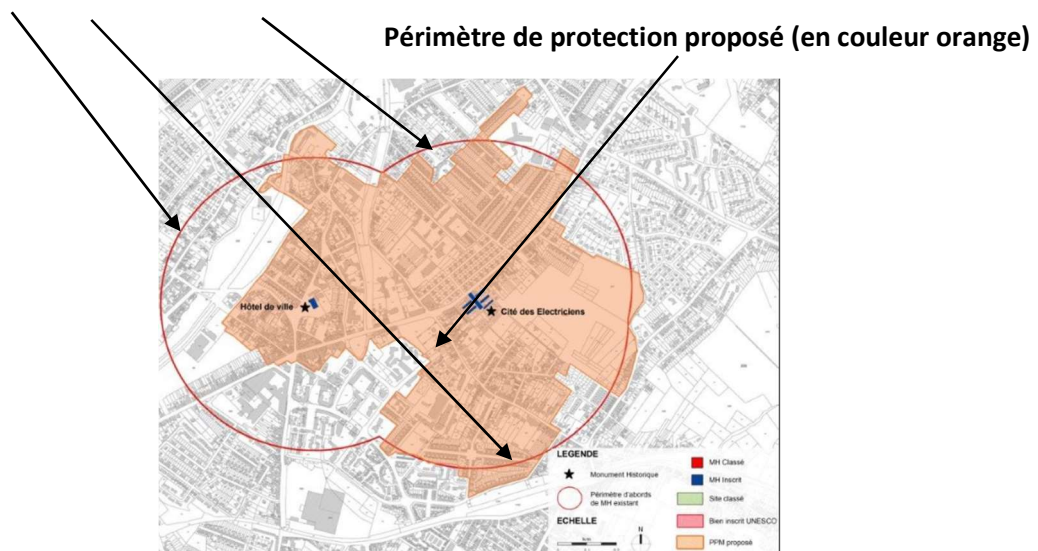 Périmètre de protection proposé (en couleur orange)
Hôtel de ville
Cité des Electriciens
LEGENDE
Monument Historique
Périmètre d'abords
de MH existant
ECHELLE
N
MH Classé
MH Inscrit
Site classé
Bien inscrit UNESCO
PPM proposé